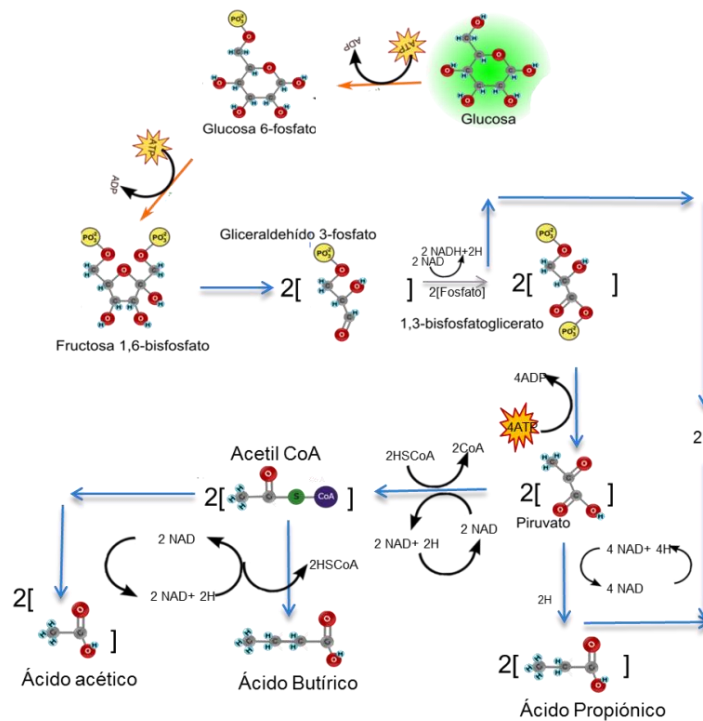 ATP
ADP
Glucosa 6-fosfato
Glucosa
ATP
ADP
Gliceraldehído 3-fosfato
2 NADH+2H
2 NAD
2[ ]
2[Fosfato]
2[ ]
Fructosa 1,6-bisfosfato
1,3-bisfosfatoglicerato
4ADP
4ATP
2
2HSCoA
2CoA
Acetil CoA
2[ S CoA ]
2[ ]
Piruvato
2 NAD+ 2H
2 NAD
2 NAD
2HSCoA
2 NAD+ 2H
4 NAD+ 4H
4 NAD
2H
2[ ]
2[ ]
Ácido acético
Ácido Butírico
Ácido Propiónico